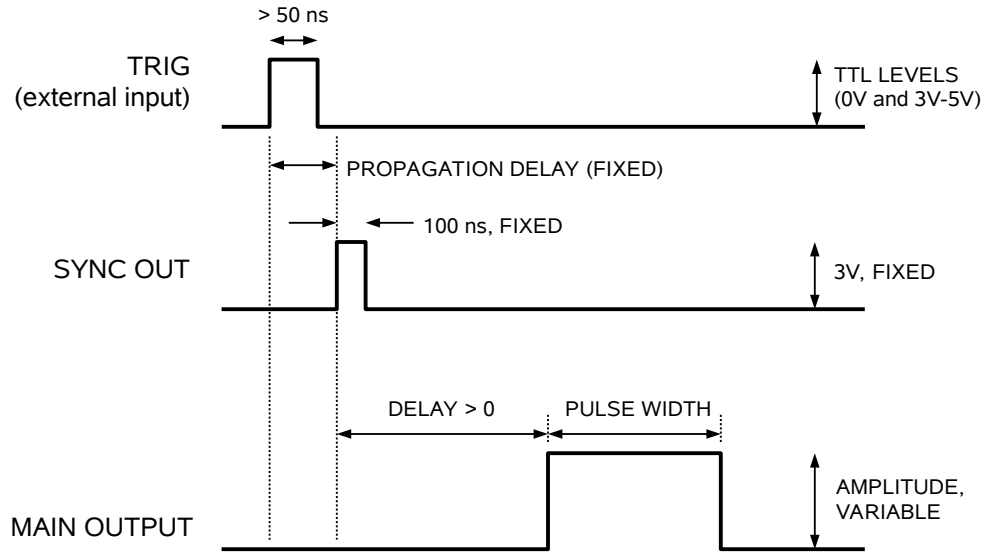 > 50 ns
TRIG
(external input)
TTL LEVELS
(0V and 3V-5V)
PROPAGATION DELAY (FIXED)
100 ns, FIXED
SYNC OUT
3V, FIXED
DELAY > 0
PULSE WIDTH
AMPLITUDE,
VARIABLE
MAIN OUTPUT